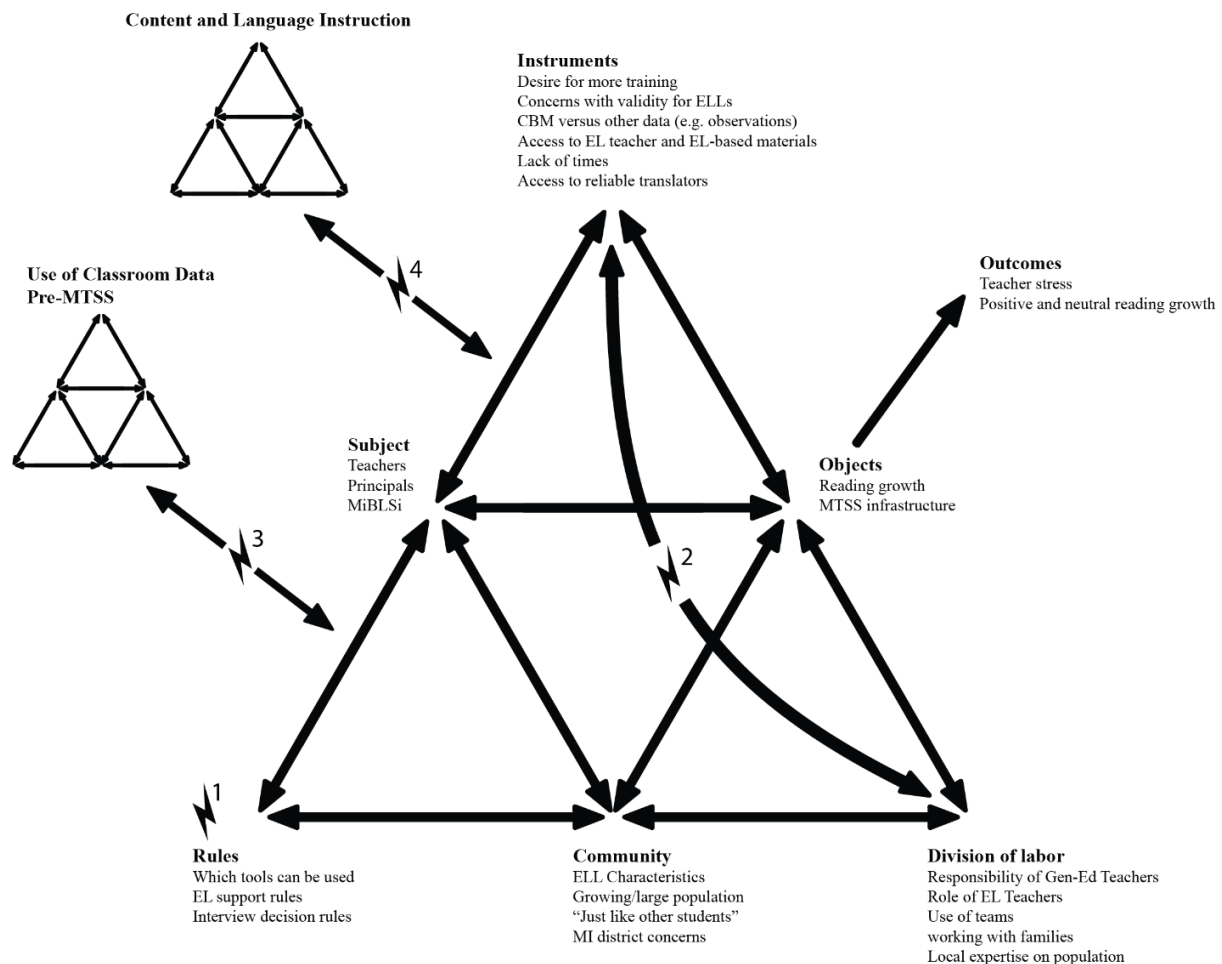 Content and Language Instruction
Instruments
Desire for more training
Concerns with validity for ELLs
CBM versus other data (e.g. observations)
Access to EL teacher and EL-based materials
Lack of times
Access to reliable translators
4
Use of Classroom Data
Pre-MTSS
Outcomes
Teacher stress
Positive and neutral reading growth
Subject
Teachers
Principals
MiBLSi
Objects
Reading growth
MTSS infrastructure
3
2
1
Rules
Which tools can be used
EL support rules
Interview decision rules
Community
ELL Characteristics
Growing/large population
“Just like other students”
MI district concerns
Division of labor
Responsibility of Gen-Ed Teachers
Role of EL Teachers
Use of teams
working with families
Local expertise on population